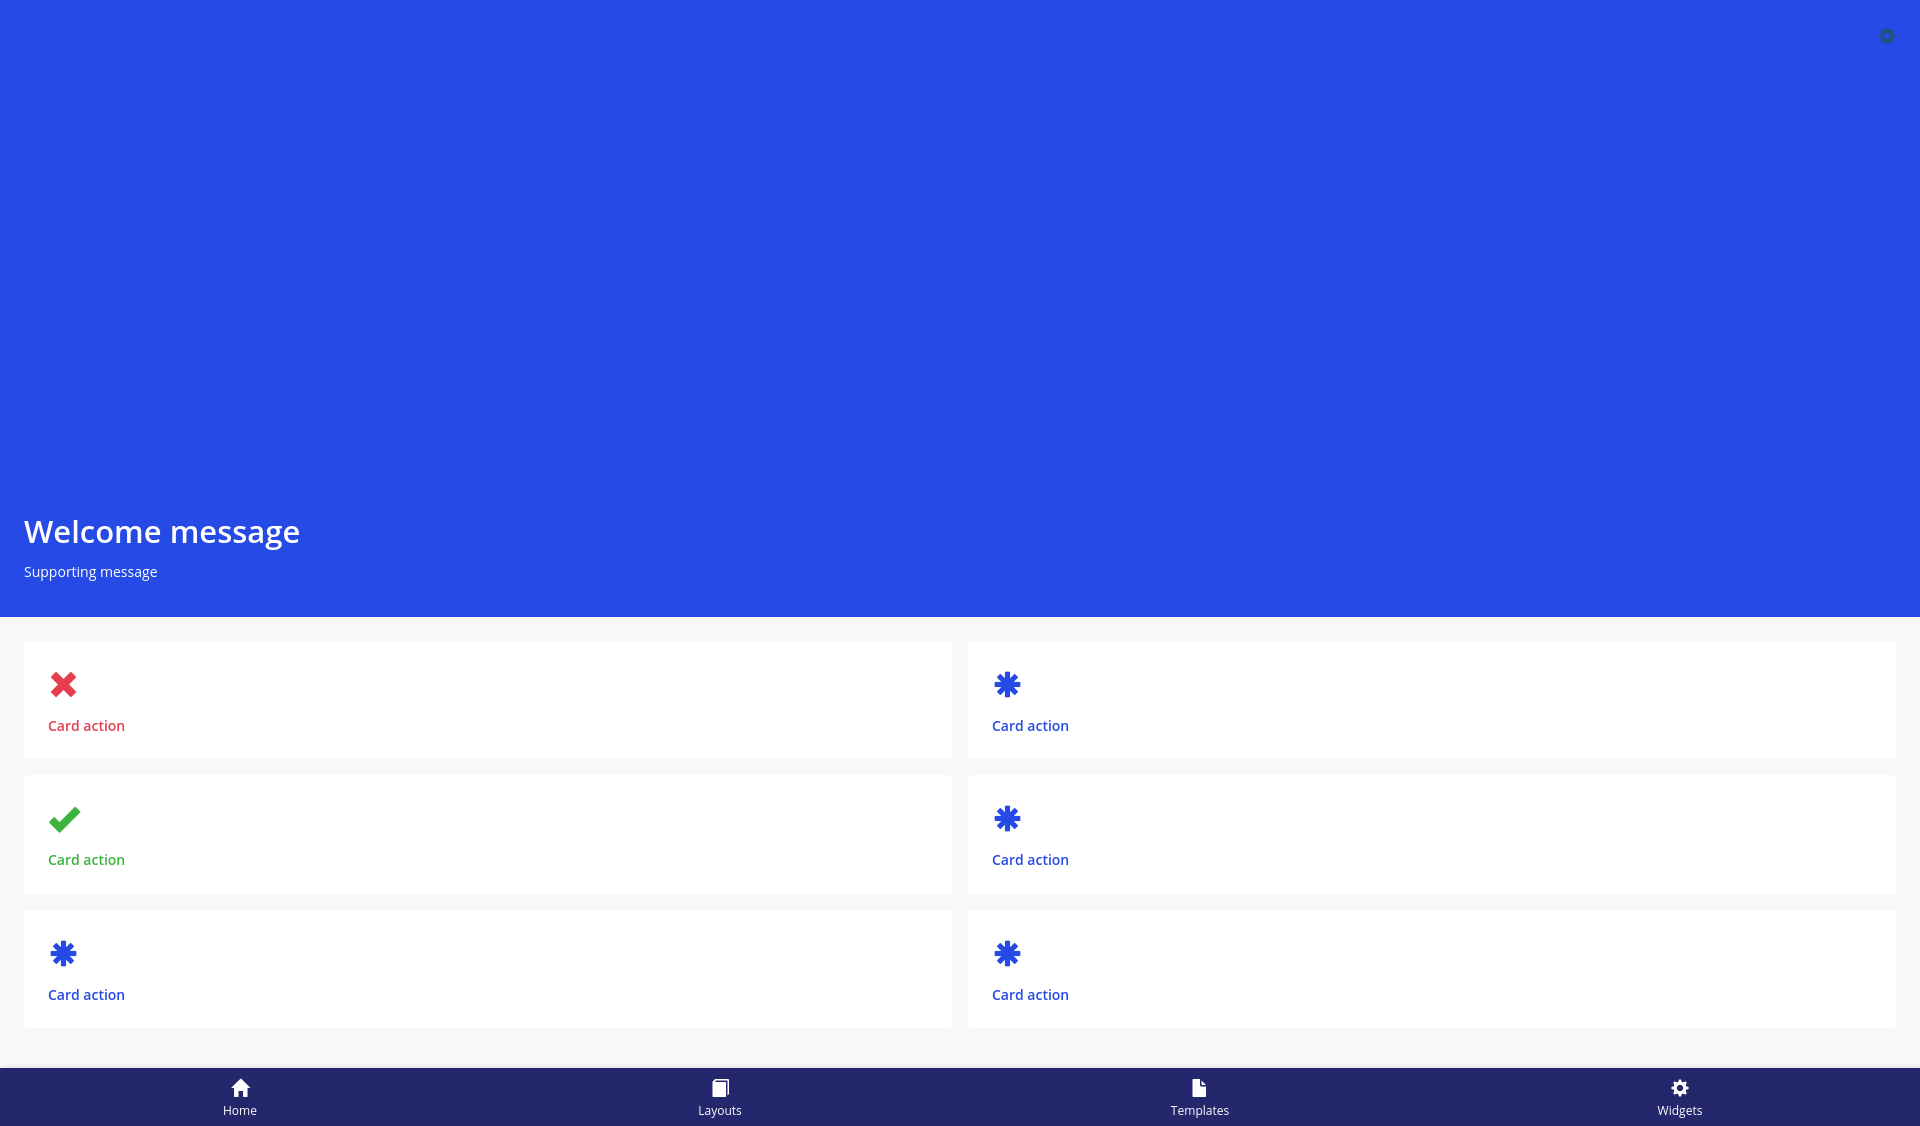 Welcome message
Supporting message
Card action
Card action
Card action
Card action
Card action
Card action
Home
Layouts
Templates
Widgets